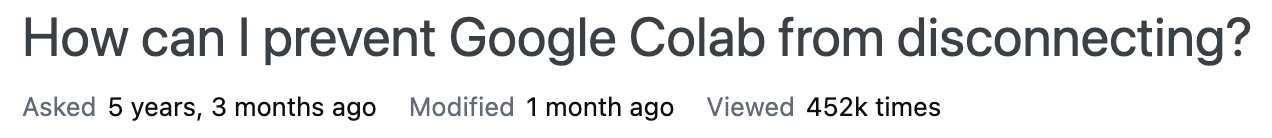 How can I prevent Google Colab from disconnecting?
Asked 5 years, 3 months ago Modified 1 month ago Viewed 452k times